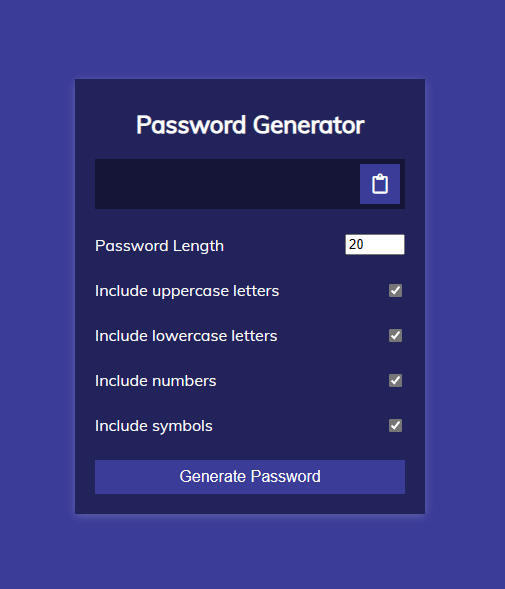 Password Generator
Password Length 20
Include uppercase letters
Include lowercase letters
Include numbers
Include symbols
Generate Password